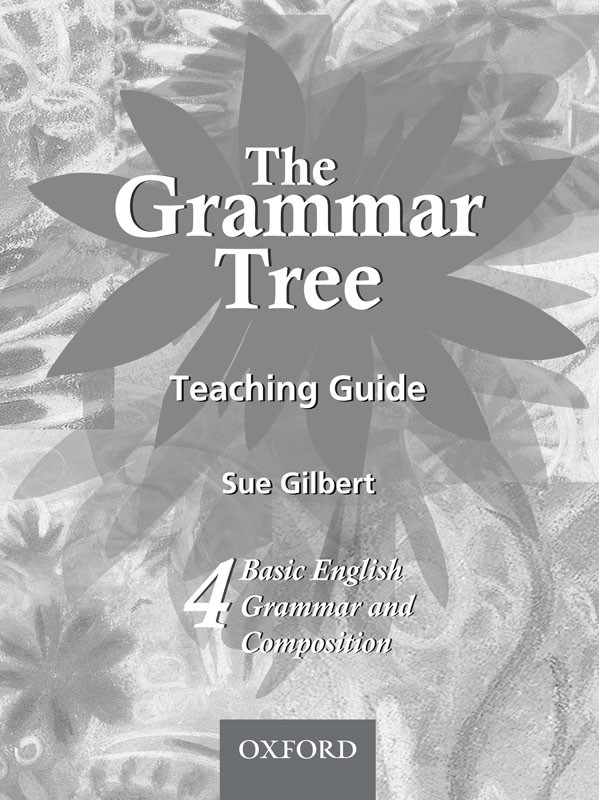 The
Grammar
Tree
Teaching Guide
Sue Gilbert
4 Basic English
Grammar and
Composition
OXFORD